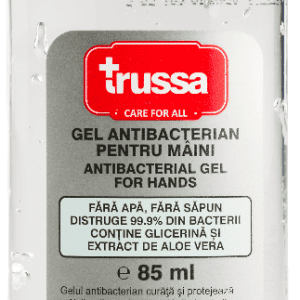 trussa
CARE FOR ALL
GEL ANTIBACTERIAN
PENTRU MÂINI
ANTIBACTERIAL GEL
FOR HANDS
FĂRĂ APĂ, FĂRĂ SĂPUN
DISTRUGE 99.9% DIN BACTERII
CONȚINE GLICERINĂ ȘI
EXTRACT DE ALOE VERA
℮ 85 ml
Gelul antibacterian curăță și protejează